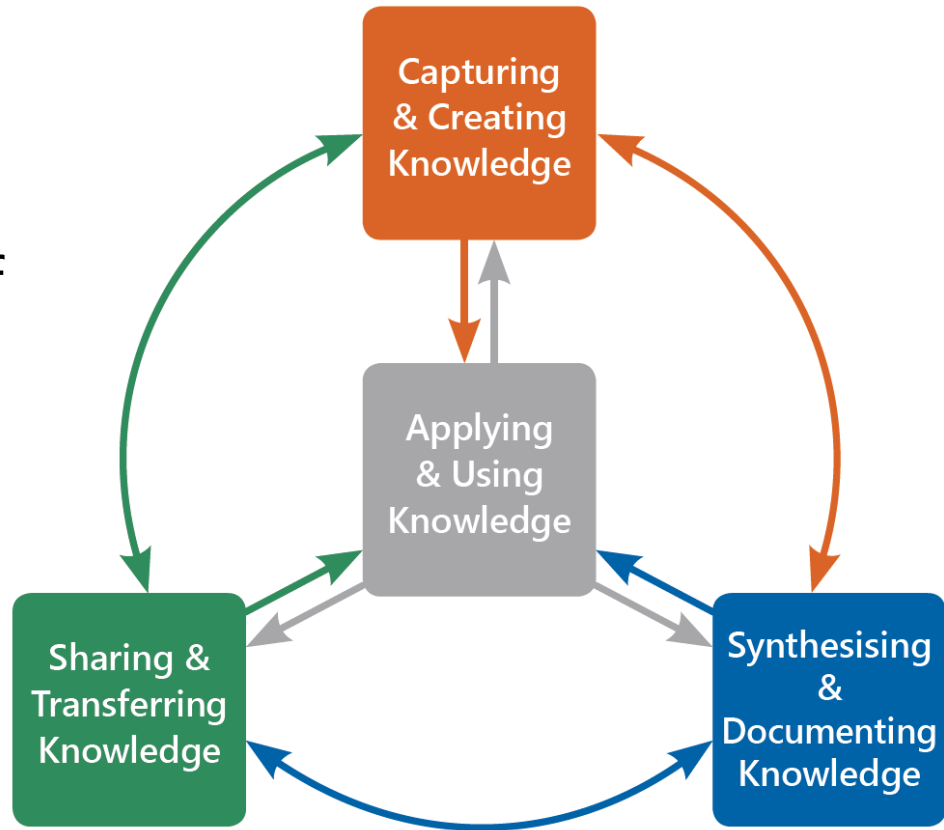 Capturing
& Creating
Knowledge
Applying
& Using
Knowledge
Sharing &
Transferring
Knowledge
Synthesising
&
Documenting
Knowledge